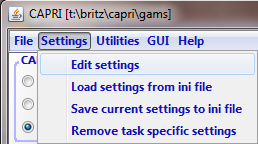 CAPRI [t:\britz\capri\gams]
File Settings Utilities GUI Help
CA
Edit settings
Load settings from ini file
Save current settings to ini file
Remove task specific settings